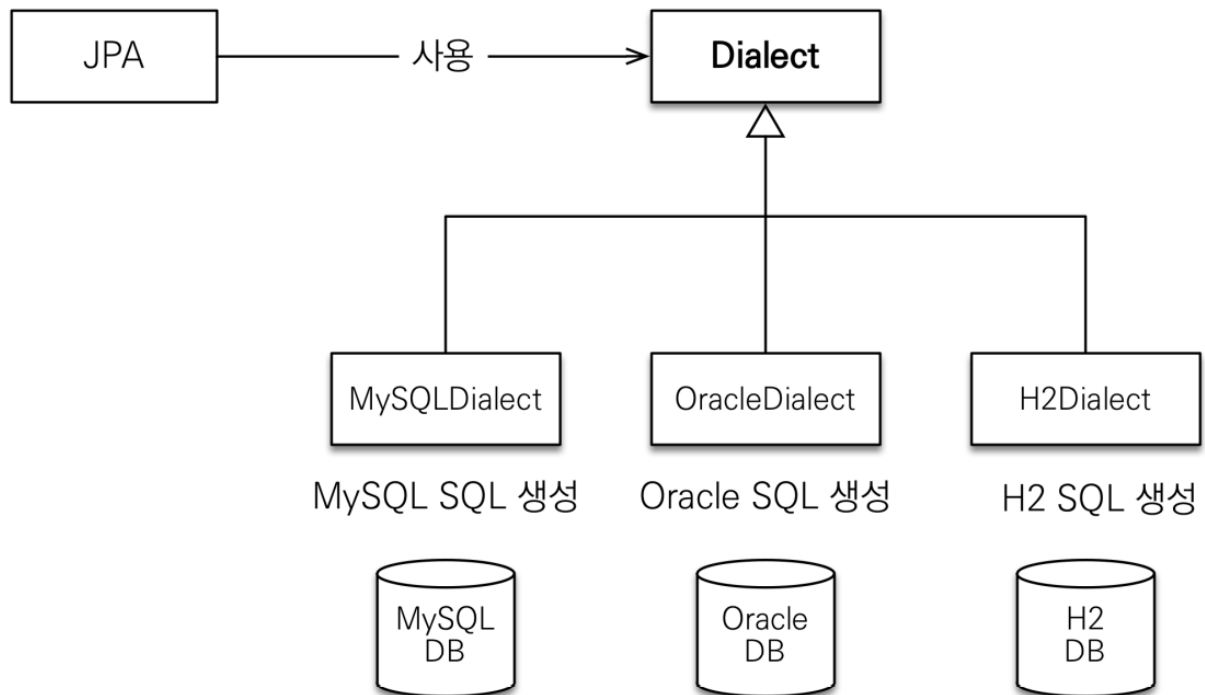 JPA
사용
Dialect
MySQLDialect
OracleDialect
H2Dialect
MySQL SQL 생성
Oracle SQL 생성
H2 SQL 생성
MySQL
DB
Oracle
DB
H2
DB